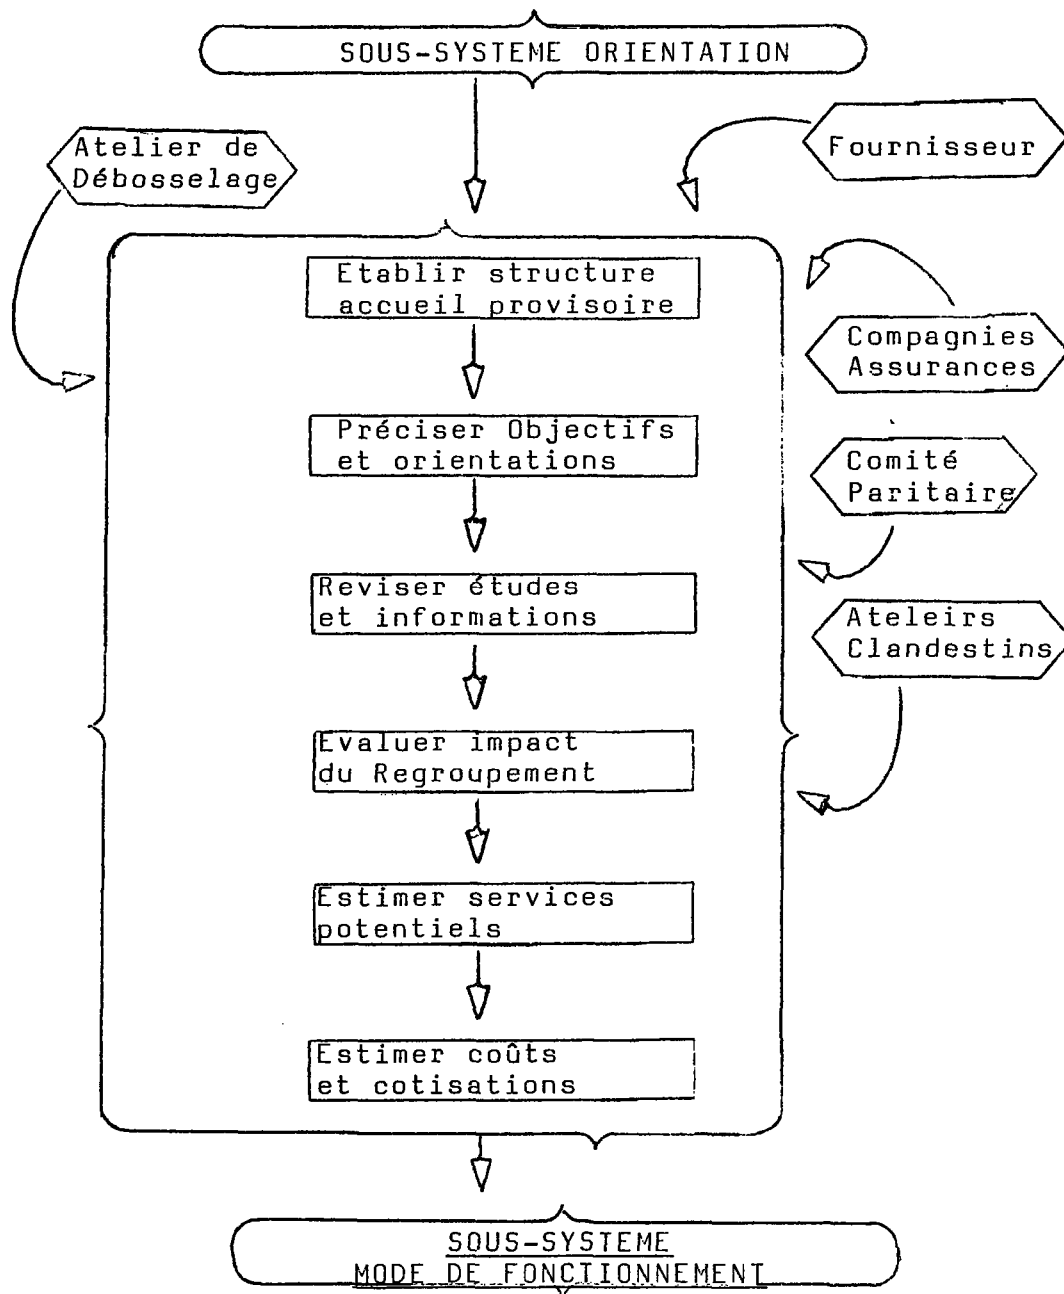 SOUS-SYSTEME ORIENTATION
Atelier de
Débosselage
Fournisseur
Etablir structure
accueil provisoire
Compagnies
Assurances
Préciser Objectifs
et orientations
Comité
Paritaire
Reviser études
et informations
Ateleirs
Clandestins
Evaluer impact
du Regroupement
Estimer services
potentiels
Estimer coûts
et cotisations
SOUS-SYSTEME
MODE DE FONCTIONNEMENT